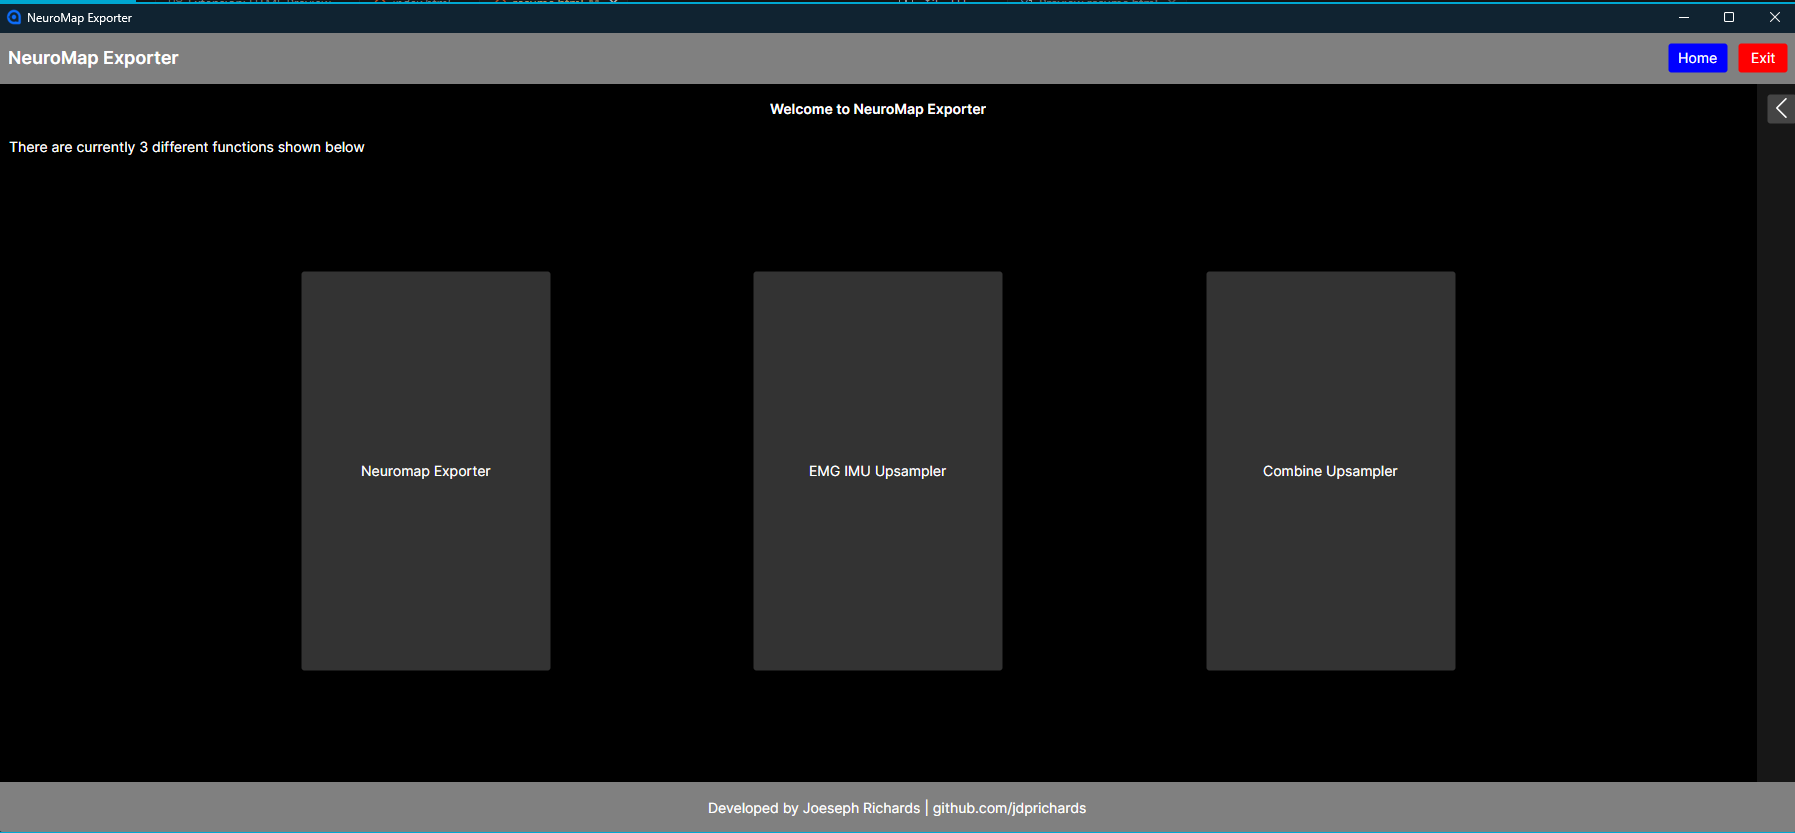 NeuroMap Exporter
NeuroMap Exporter
Home
Exit
Welcome to NeuroMap Exporter
There are currently 3 different functions shown below
Neuromap Exporter
EMG IMU Upsampler
Combine Upsampler
Developed by Joeseph Richards | github.com/jdprichards